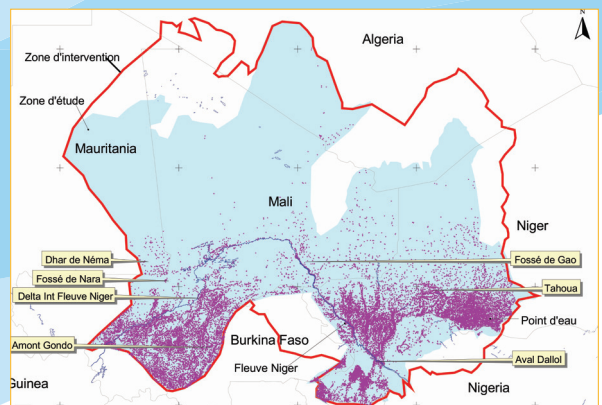 N
Algeria
Zone d'intervention
Zone d'étude
Mauritania
Mali
Niger
Dhar de Néma
Fossé de Gao
Fossé de Nara
Tahoua
Delta Int Fleuve Niger
Point d'eau
Burkina Faso
Amont Gondo
Aval Dallol
Fleuve Niger
Guinea
Nigeria